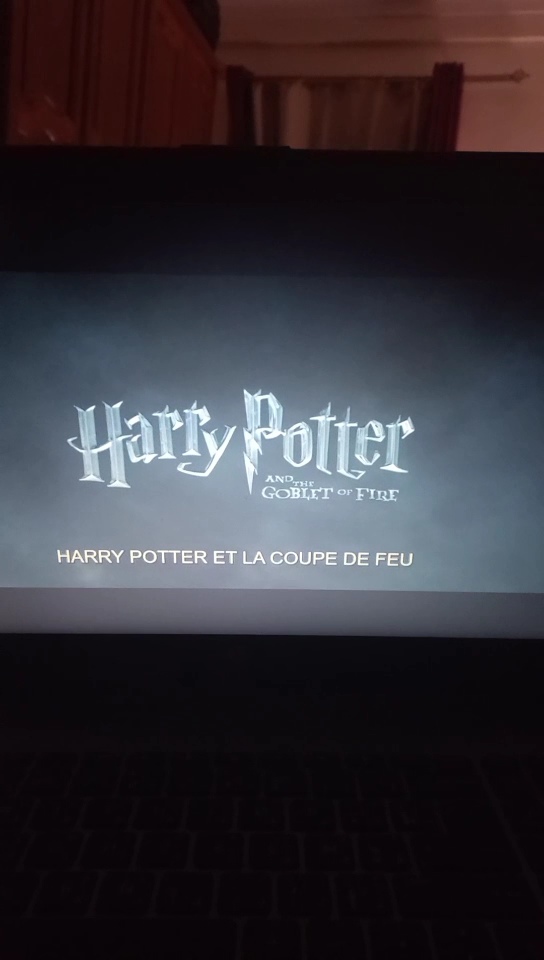 Harry Potter
AND THE
GOBLET OF FIRE
HARRY POTTER ET LA COUPE DE FEU